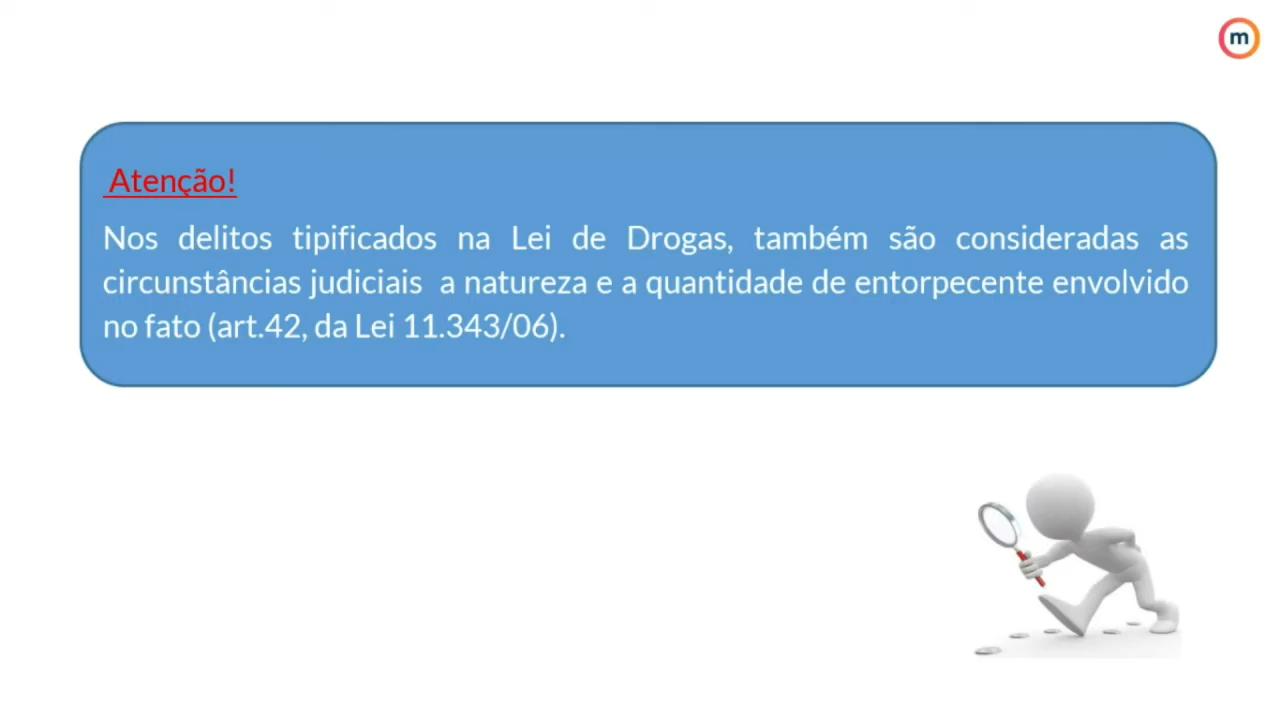 m
Atenção!
Nos delitos tipificados na Lei de Drogas, também são consideradas as
circunstâncias judiciais a natureza e a quantidade de entorpecente envolvido
no fato (art.42, da Lei 11.343/06).